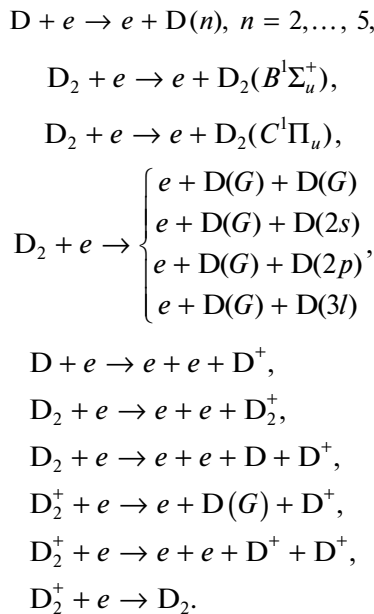 D + e → e + D(n), n = 2,…, 5,
D₂ + e → e + D₂(B¹Σᵤ⁺),
D₂ + e → e + D₂(C¹Πᵤ),
e + D(G) + D(G)
e + D(G) + D(2s)
D₂ + e → { ,
e + D(G) + D(2p)
e + D(G) + D(3l)
D + e → e + e + D⁺,
D₂ + e → e + e + D₂⁺,
D₂ + e → e + e + D + D⁺,
D₂⁺ + e → e + D(G) + D⁺,
D₂⁺ + e → e + e + D⁺ + D⁺,
D₂⁺ + e → D₂.